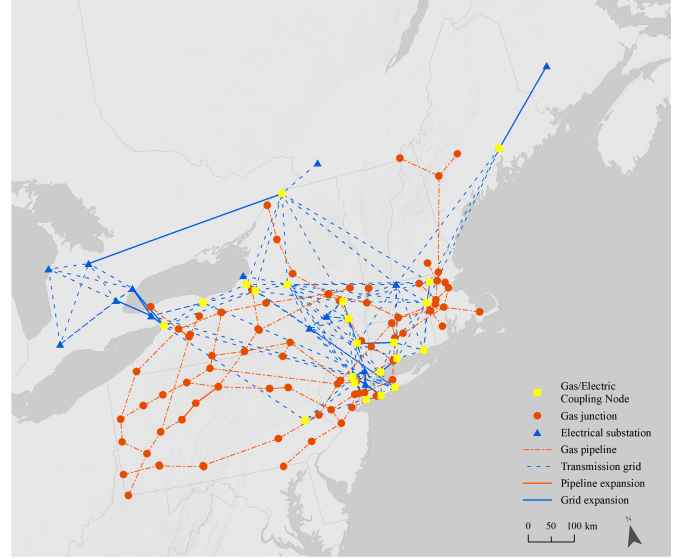 Gas/Electric
Coupling Node
Gas junction
Electrical substation
Gas pipeline
Transmission grid
Pipeline expansion
Grid expansion
N
0 50 100 km